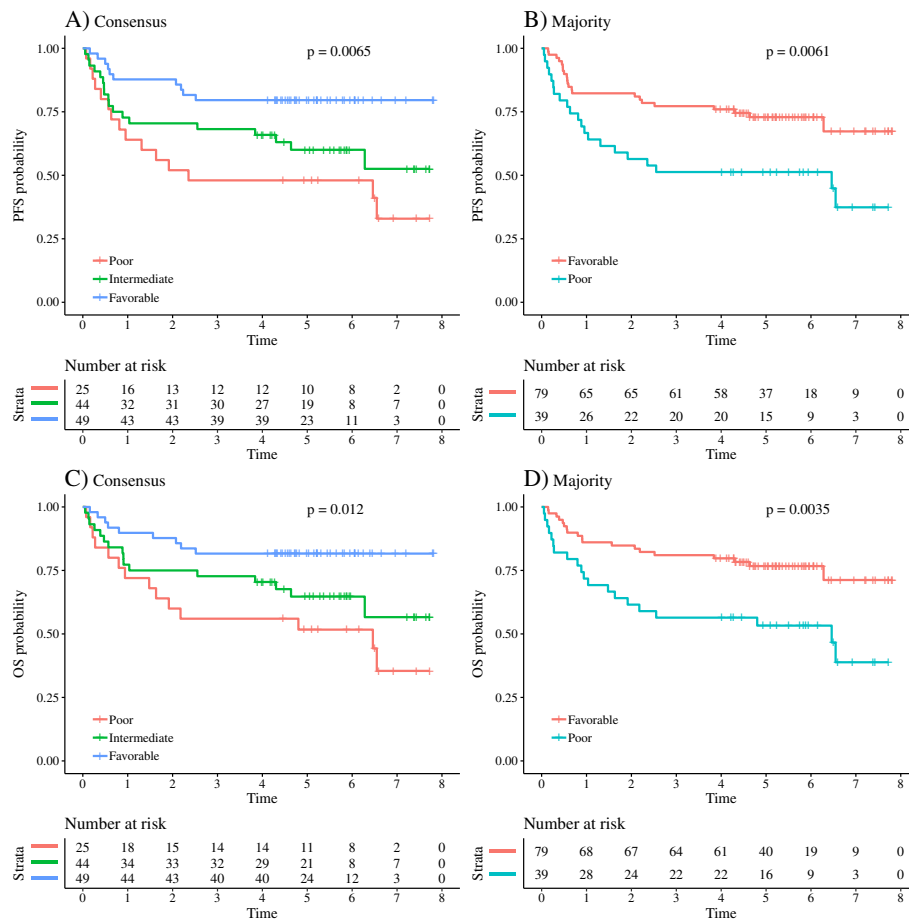 A) Consensus
p = 0.0065
1.00
0.75
0.50
0.25
0.00
PFS probability
Poor
Intermediate
Favorable
0 1 2 3 4 5 6 7 8
Time
Number at risk
Strata
25 16 13 12 12 10 8 2 0
44 32 31 30 27 19 8 7 0
49 43 43 39 39 23 11 3 0
0 1 2 3 4 5 6 7 8
Time
B) Majority
p = 0.0061
1.00
0.75
0.50
0.25
0.00
PFS probability
Favorable
Poor
0 1 2 3 4 5 6 7 8
Time
Number at risk
Strata
79 65 65 61 58 37 18 9 0
39 26 22 20 20 15 9 3 0
0 1 2 3 4 5 6 7 8
Time
C) Consensus
p = 0.012
1.00
0.75
0.50
0.25
0.00
OS probability
Poor
Intermediate
Favorable
0 1 2 3 4 5 6 7 8
Time
Number at risk
Strata
25 18 15 14 14 11 8 2 0
44 34 33 32 29 21 8 7 0
49 44 43 40 40 24 12 3 0
0 1 2 3 4 5 6 7 8
Time
D) Majority
p = 0.0035
1.00
0.75
0.50
0.25
0.00
OS probability
Favorable
Poor
0 1 2 3 4 5 6 7 8
Time
Number at risk
Strata
79 68 67 64 61 40 19 9 0
39 28 24 22 22 16 9 3 0
0 1 2 3 4 5 6 7 8
Time